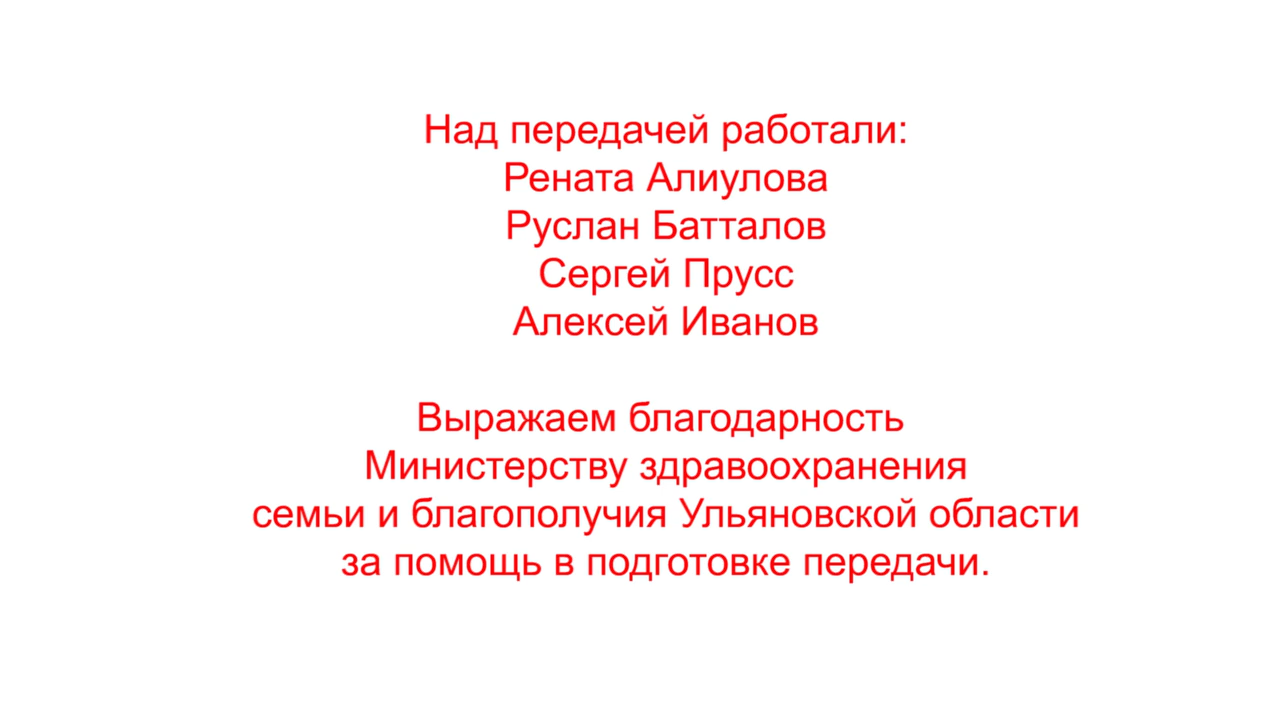 Над передачей работали:
Рената Алиулова
Руслан Батталов
Сергей Прусс
Алексей Иванов
Выражаем благодарность
Министерству здравоохранения
семьи и благополучия Ульяновской области
за помощь в подготовке передачи.